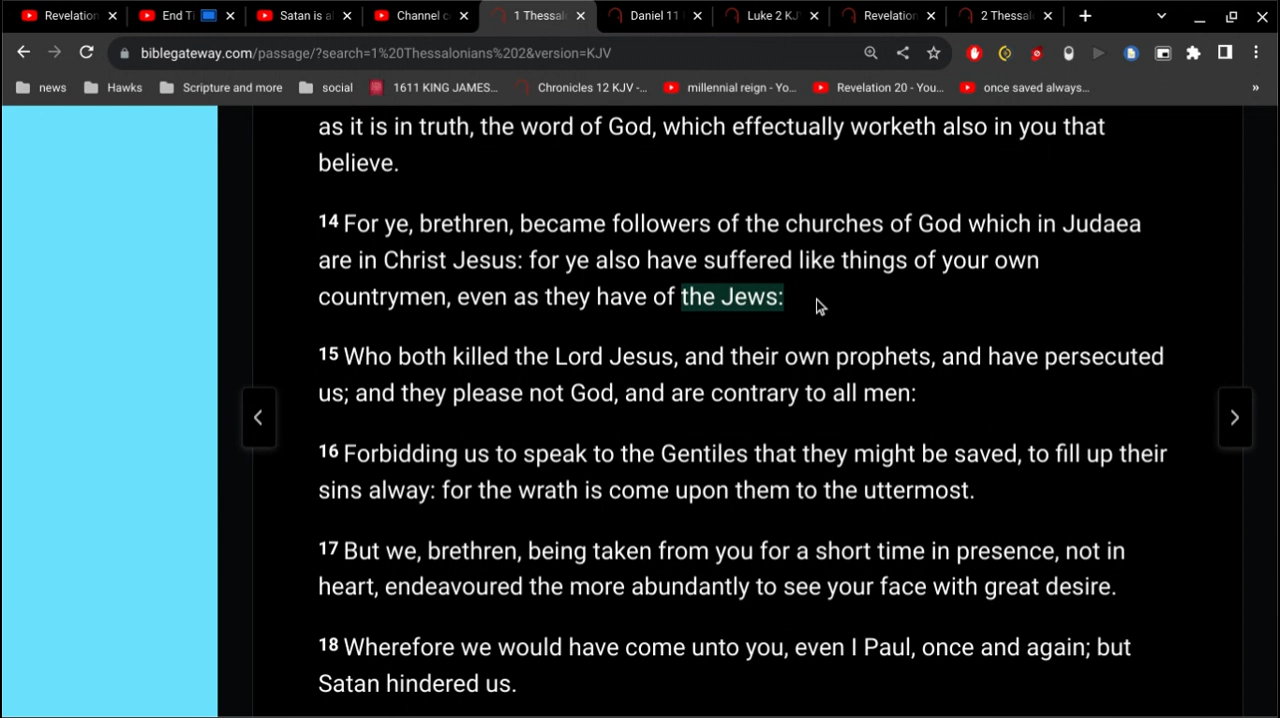 Revelation
End Ti
Satan is a
Channel c
1 Thessal
Daniel 11
Luke 2 KJ
Revelation
2 Thessal
biblegateway.com/passage/?search=1%20Thessalonians%202&version=KJV
news
Hawks
Scripture and more
social
1611 KING JAMES...
Chronicles 12 KJV -...
millennial reign - Yo...
Revelation 20 - You...
once saved always...
»
as it is in truth, the word of God, which effectually worketh also in you that
believe.
14 For ye, brethren, became followers of the churches of God which in Judaea
are in Christ Jesus: for ye also have suffered like things of your own
countrymen, even as they have of the Jews:
15 Who both killed the Lord Jesus, and their own prophets, and have persecuted
us; and they please not God, and are contrary to all men:
16 Forbidding us to speak to the Gentiles that they might be saved, to fill up their
sins alway: for the wrath is come upon them to the uttermost.
17 But we, brethren, being taken from you for a short time in presence, not in
heart, endeavoured the more abundantly to see your face with great desire.
18 Wherefore we would have come unto you, even I Paul, once and again; but
Satan hindered us.